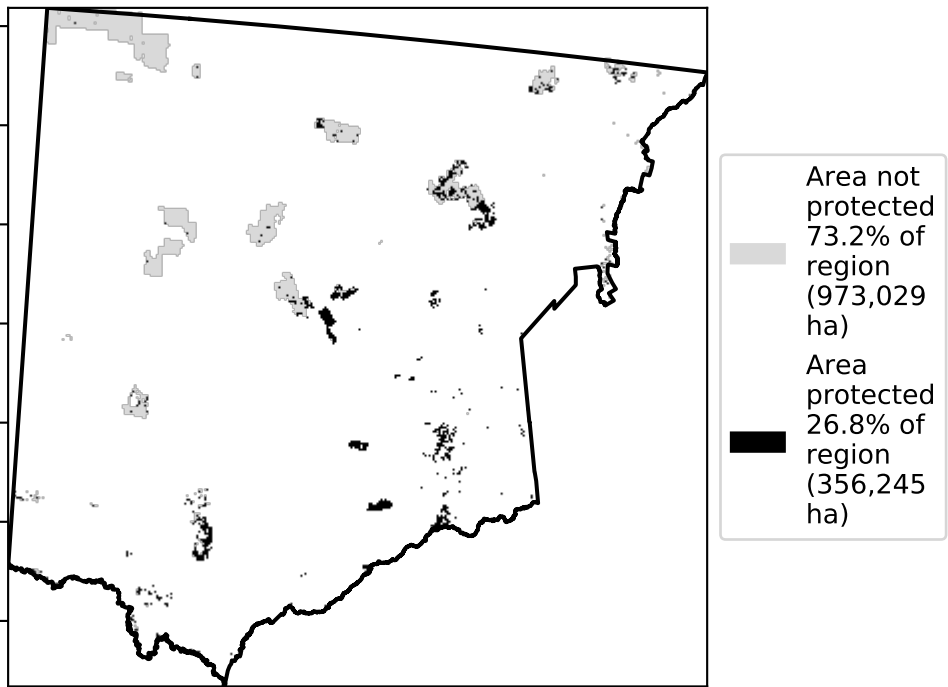 Area not
protected
73.2% of
region
(973,029
ha)
Area
protected
26.8% of
region
(356,245
ha)